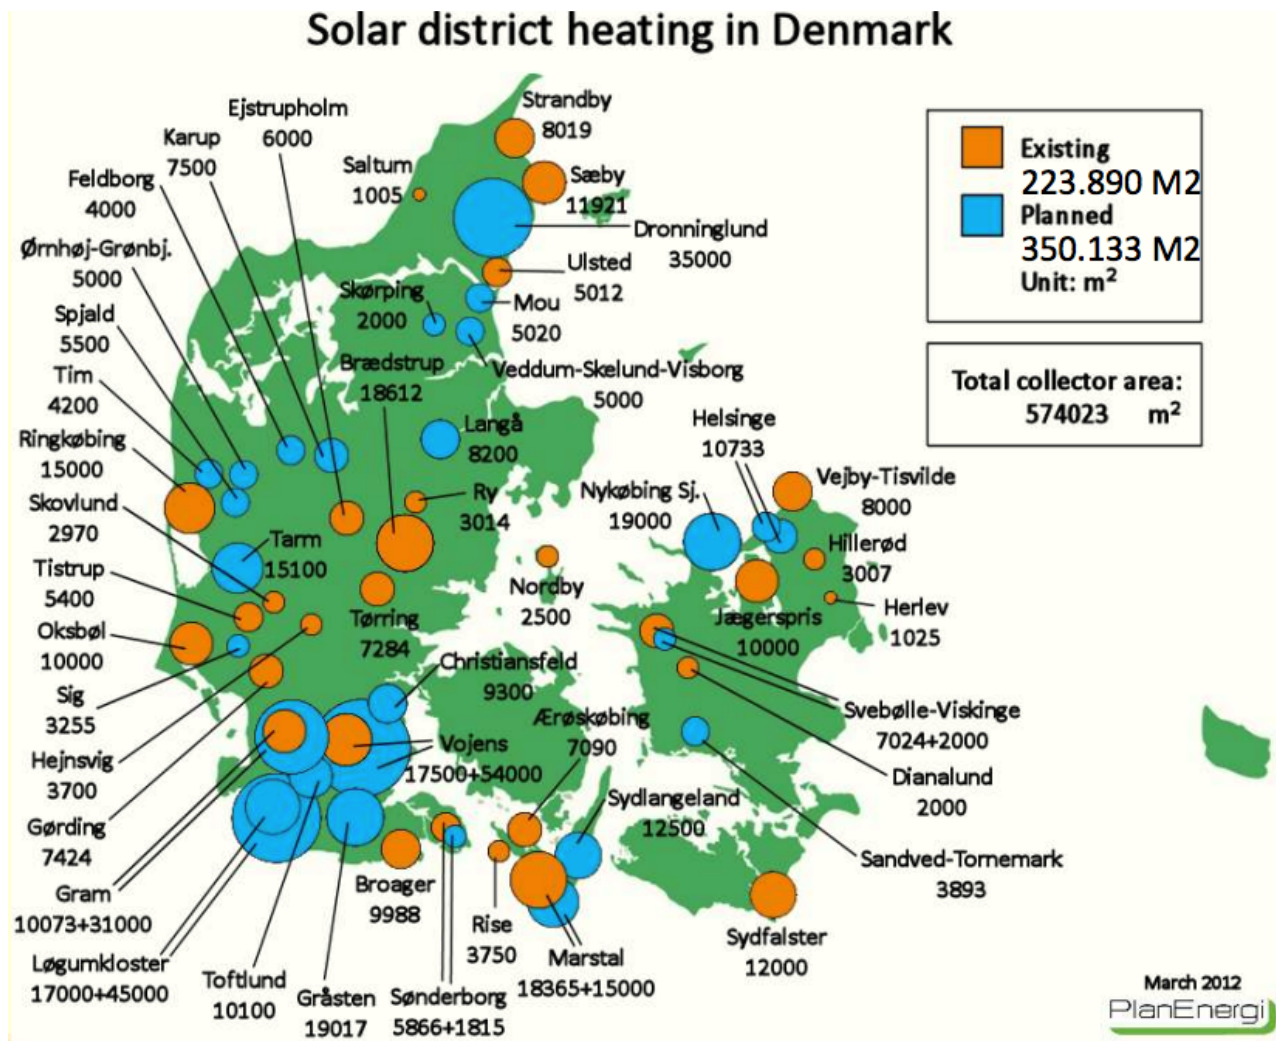 Solar district heating in Denmark
Strandby
8019
Ejstrupholm
6000
Karup
7500
Saltum
1005
Feldborg
4000
Sæby
11921
Dronninglund
35000
Ørnhøj-Grønbj.
5000
Ulsted
5012
Skørping
2000
Mou
5020
Spjald
5500
Brædstrup
18612
Veddum-Skelund-Visborg
5000
Tim
4200
Langå
8200
Helsinge
10733
Ringkøbing
15000
Vejby-Tisvilde
8000
Nykøbing Sj.
19000
Ry
3014
Skovlund
2970
Tarm
15100
Hillerød
3007
Tistrup
5400
Nordby
2500
Herlev
1025
Jægerspris
10000
Tørring
7284
Oksbøl
10000
Christiansfeld
9300
Sig
3255
Ærøskøbing
7090
Svebølle-Viskinge
7024+2000
Hejnsvig
3700
Vojens
17500+54000
Dianalund
2000
Sydlangeland
12500
Gørding
7424
Sandved-Tornemark
3893
Gram
10073+31000
Broager
9988
Rise
3750
Sydfalster
12000
Løgumkloster
17000+45000
Marstal
18365+15000
Toftlund
10100
Gråsten
19017
Sønderborg
5866+1815
Existing
223.890 M2
Planned
350.133 M2
Unit: m²
Total collector area:
574023 m²
March 2012
PlanEnergi